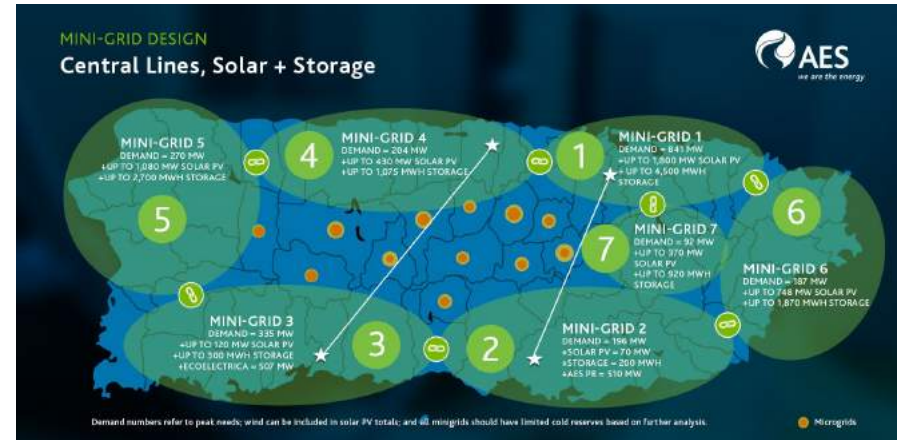 MINI-GRID DESIGN
Central Lines, Solar + Storage
AES
we are the energy
MINI-GRID 5
DEMAND = 270 MW
+UP TO 1,080 MW SOLAR PV
+UP TO 2,700 MWH STORAGE
5
4
MINI-GRID 4
DEMAND = 204 MW
+UP TO 430 MW SOLAR PV
+UP TO 1,075 MWH STORAGE
1
MINI-GRID 1
DEMAND = 841 MW
+UP TO 1,800 MW SOLAR PV
+ UP TO 4,500 MWH
STORAGE
6
MINI-GRID 6
DEMAND = 187 MW
+UP TO 748 MW SOLAR PV
+UP TO 1,870 MWH STORAGE
7
MINI-GRID 7
DEMAND = 92 MW
+UP TO 370 MW
SOLAR PV
+UP TO 920 MWH
STORAGE
MINI-GRID 3
DEMAND = 335 MW
+UP TO 120 MW SOLAR PV
+UP TO 300 MWH STORAGE
+ECOELECTRICA = 507 MW
3
2
MINI-GRID 2
DEMAND = 196 MW
+SOLAR PV = 70 MW
+STORAGE = 200 MWH
+AES PR = 510 MW
Demand numbers refer to peak needs; wind can be included in solar PV totals; and all minigrids should have limited cold reserves based on further analysis.
Microgrids